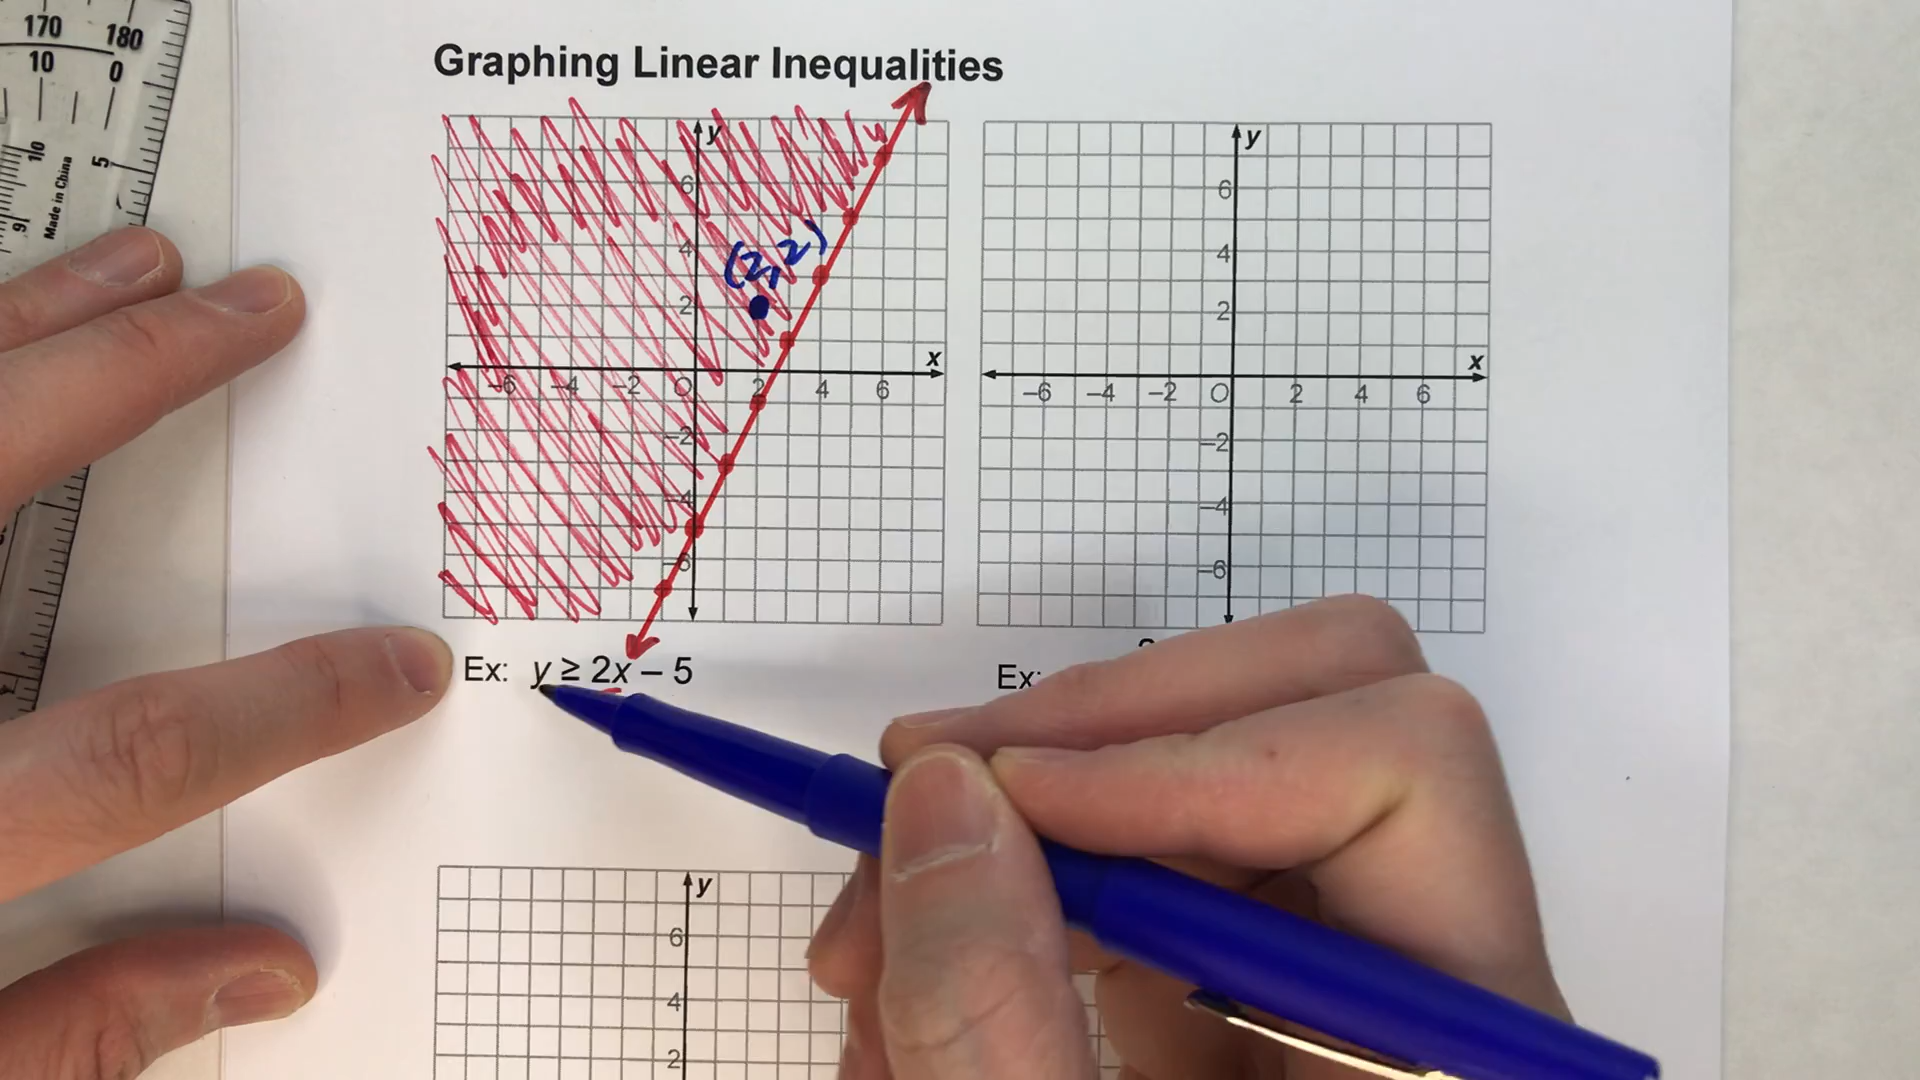 170 180
10 0
10 5
Made in China
9
Graphing Linear Inequalities
y
6
4
(2, 2)
2
x
–6 –4 –2 O 2 4 6
–2
–4
–6
Ex: y ≥ 2x – 5
y
6
4
2
x
–6 –4 –2 O 2 4 6
–2
–4
–6
Ex:
y
6
4
2